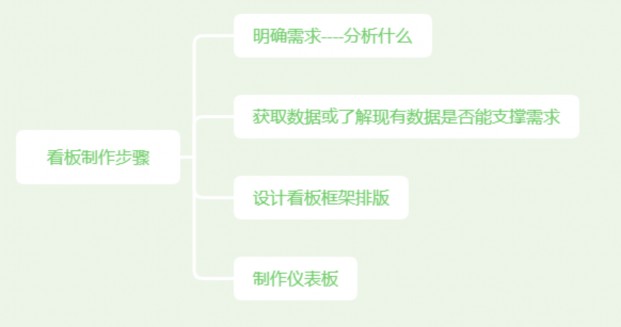 明确需求----分析什么
获取数据或了解现有数据是否能支撑需求
看板制作步骤
设计看板框架排版
制作仪表板